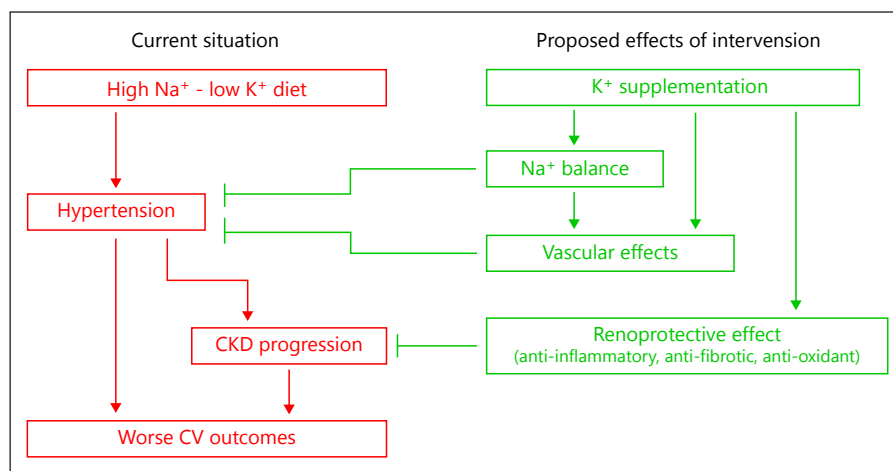 Current situation
Proposed effects of intervension
High Na⁺ - low K⁺ diet
K⁺ supplementation
Na⁺ balance
Hypertension
Vascular effects
CKD progression
Renoprotective effect
(anti-inflammatory, anti-fibrotic, anti-oxidant)
Worse CV outcomes